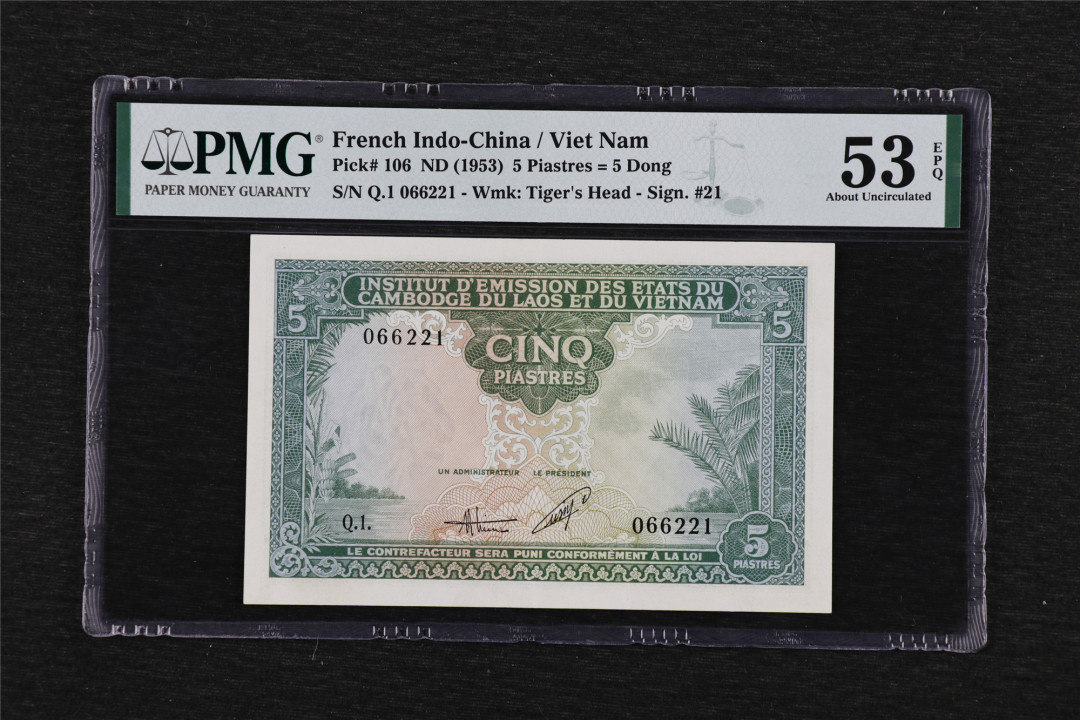 PMG®
PAPER MONEY GUARANTY
French Indo-China / Viet Nam
Pick# 106 ND (1953) 5 Piastres = 5 Dong
S/N Q.1 066221 - Wmk: Tiger's Head - Sign. #21
53
EPQ
About Uncirculated
INSTITUT D'EMISSION DES ETATS DU
CAMBODGE DU LAOS ET DU VIETNAM
5
5
066221
CINQ
PIASTRES
UN ADMINISTRATEUR LE PRÉSIDENT
Q.1.
066221
5
PIASTRES
LE CONTREFACTEUR SERA PUNI CONFORMÉMENT À LA LOI